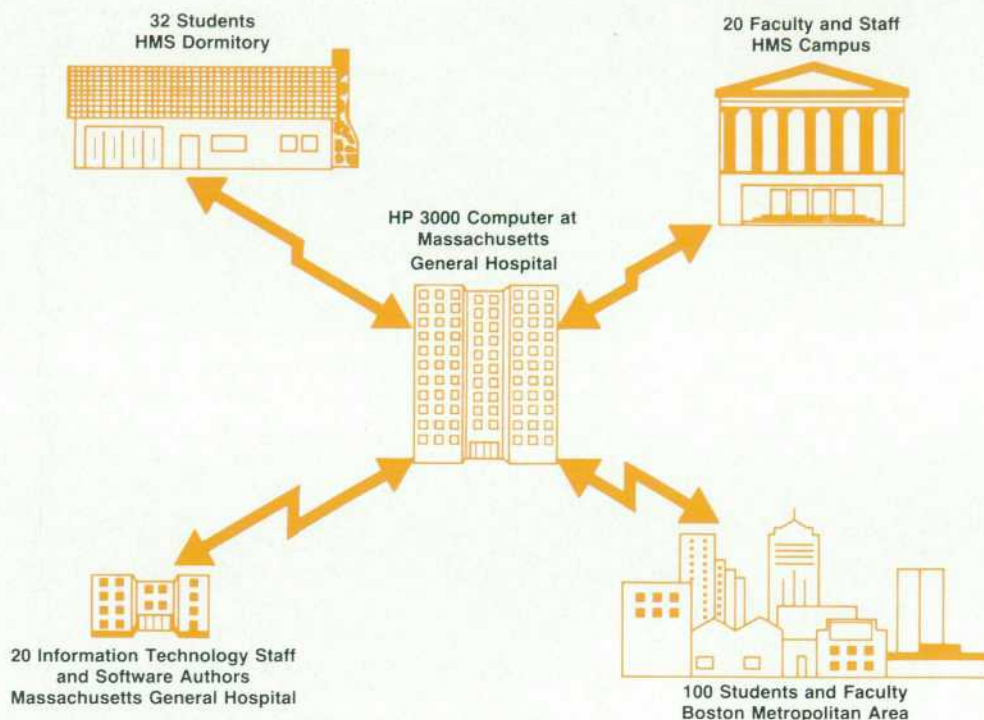 32 Students
HMS Dormitory
20 Faculty and Staff
HMS Campus
HP 3000 Computer at
Massachusetts
General Hospital
20 Information Technology Staff
and Software Authors
Massachusetts General Hospital
100 Students and Faculty
Boston Metropolitan Area